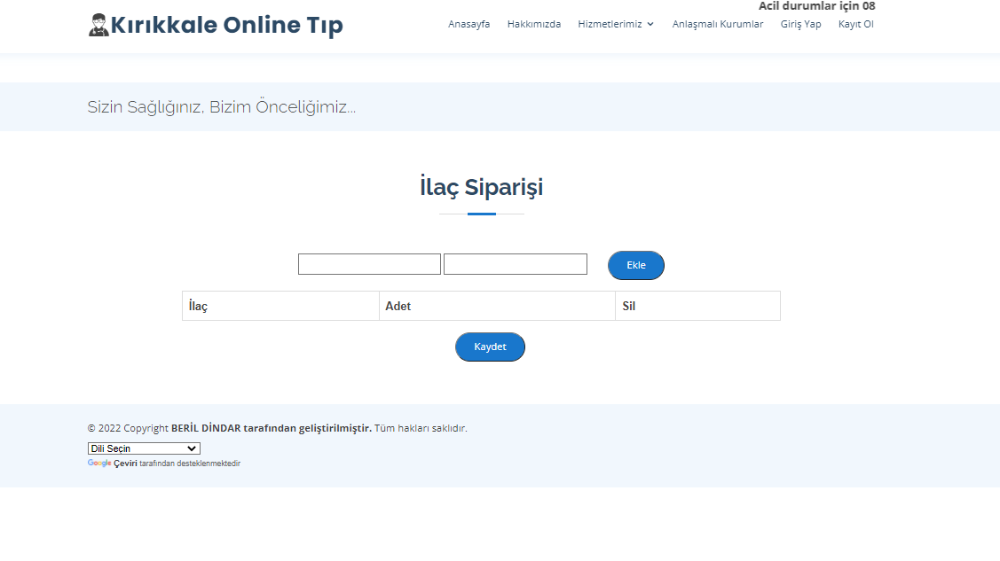 Acil durumlar için 08
Kırıkkale Online Tıp
Anasayfa Hakkımızda Hizmetlerimiz Anlaşmalı Kurumlar Giriş Yap Kayıt Ol
Sizin Sağlığınız, Bizim Önceliğimiz...
İlaç Siparişi
Ekle
İlaç Adet Sil
Kaydet
© 2022 Copyright BERİL DİNDAR tarafından geliştirilmiştir. Tüm hakları saklıdır.
Dili Seçin
Google Çeviri tarafından desteklenmektedir